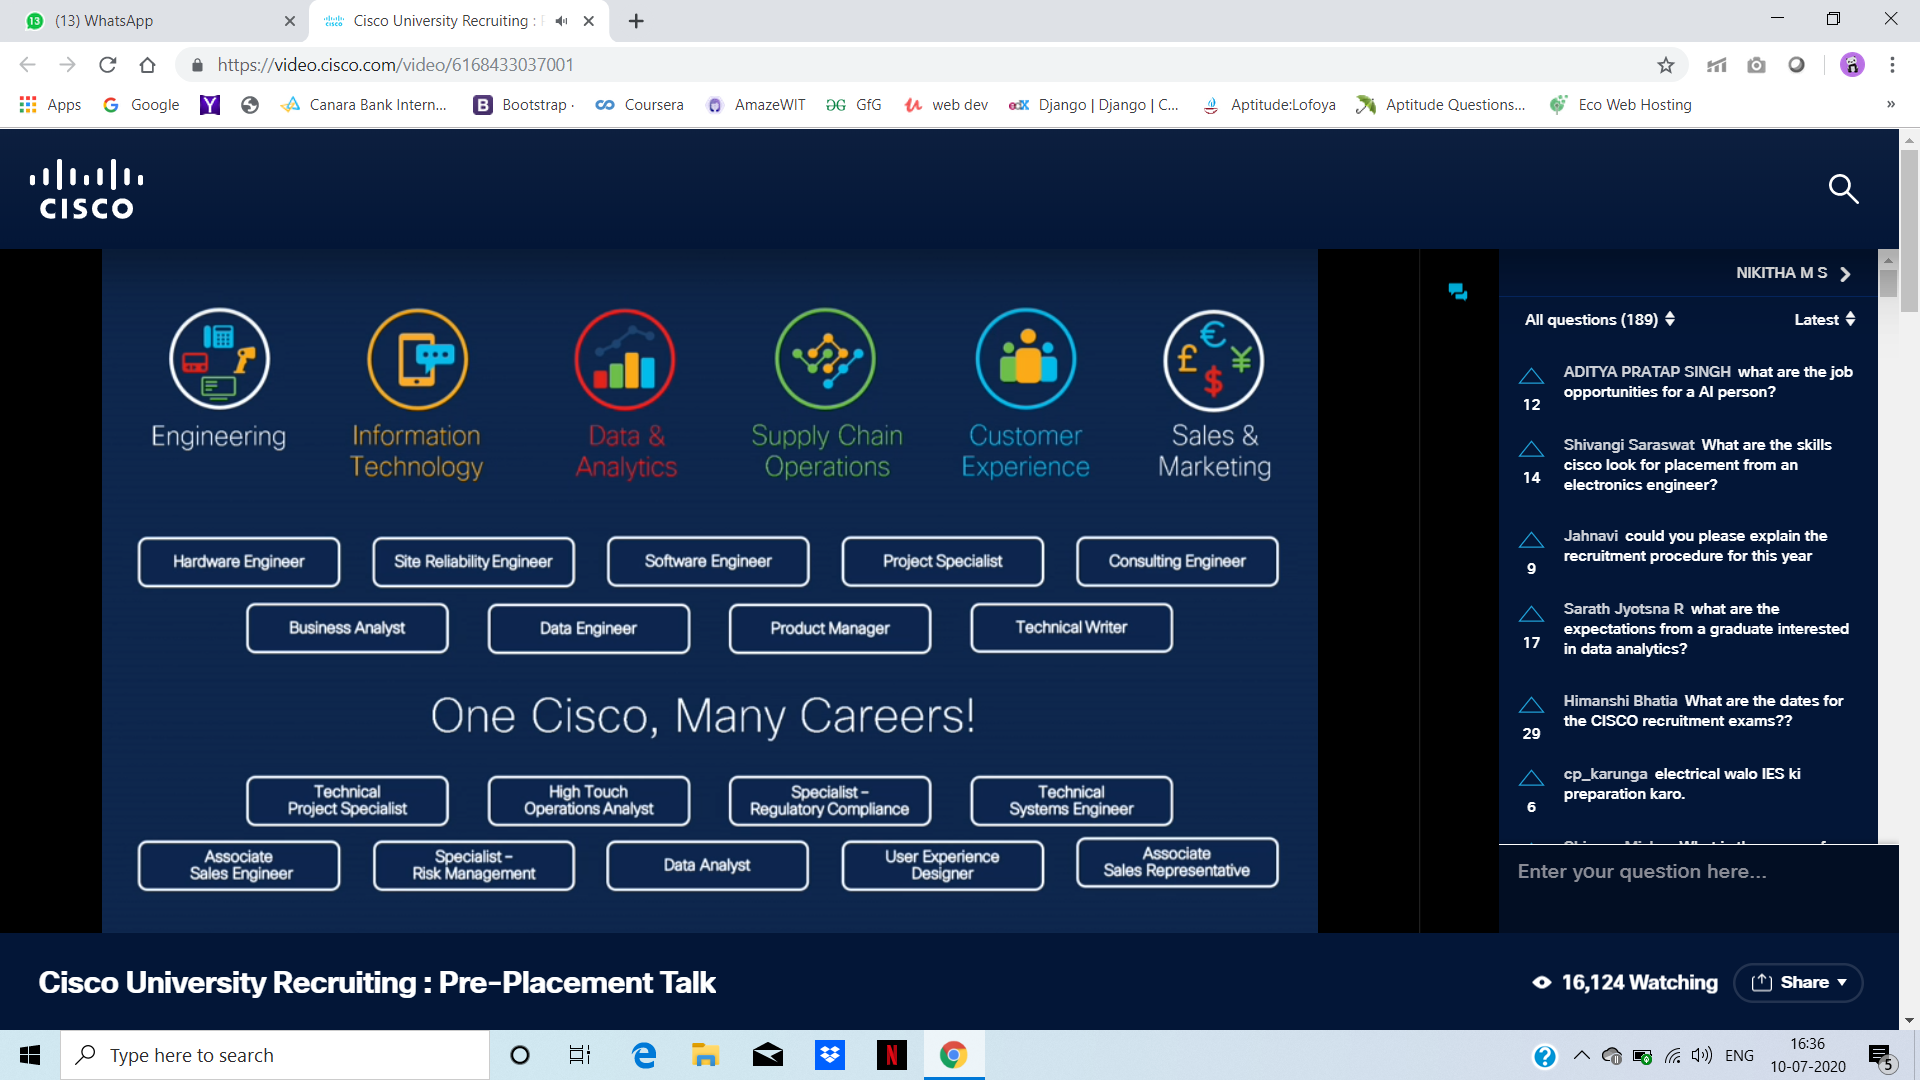 13
(13) WhatsApp
Cisco University Recruiting :
https://video.cisco.com/video/6168433037001
Apps
Google
Y
Canara Bank Intern...
B
Bootstrap ·
Coursera
AmazeWIT
GfG
web dev
edX
Django | Django | C...
Aptitude:Lofoya
Aptitude Questions...
Eco Web Hosting
»
CISCO
NIKITHA M S
All questions (189)
Latest
Engineering
Information
Technology
Data &
Analytics
Supply Chain
Operations
Customer
Experience
€
£ ¥
$
Sales &
Marketing
Hardware Engineer
Site Reliability Engineer
Software Engineer
Project Specialist
Consulting Engineer
Business Analyst
Data Engineer
Product Manager
Technical Writer
One Cisco, Many Careers!
Technical
Project Specialist
High Touch
Operations Analyst
Specialist –
Regulatory Compliance
Technical
Systems Engineer
Associate
Sales Engineer
Specialist –
Risk Management
Data Analyst
User Experience
Designer
Associate
Sales Representative
ADITYA PRATAP SINGH what are the job
opportunities for a AI person?
12
Shivangi Saraswat What are the skills
cisco look for placement from an
electronics engineer?
14
Jahnavi could you please explain the
recruitment procedure for this year
9
Sarath Jyotsna R what are the
expectations from a graduate interested
in data analytics?
17
Himanshi Bhatia What are the dates for
the CISCO recruitment exams??
29
cp_karunga electrical walo IES ki
preparation karo.
6
Enter your question here...
Cisco University Recruiting : Pre-Placement Talk
16,124 Watching
Share
Type here to search
N
ENG
16:36
10-07-2020
5